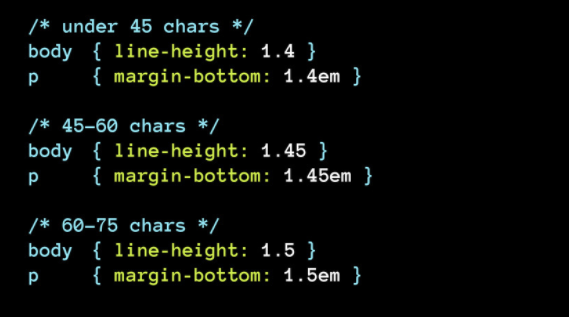 /* under 45 chars */
body { line-height: 1.4 }
p { margin-bottom: 1.4em }
/* 45–60 chars */
body { line-height: 1.45 }
p { margin-bottom: 1.45em }
/* 60–75 chars */
body { line-height: 1.5 }
p { margin-bottom: 1.5em }